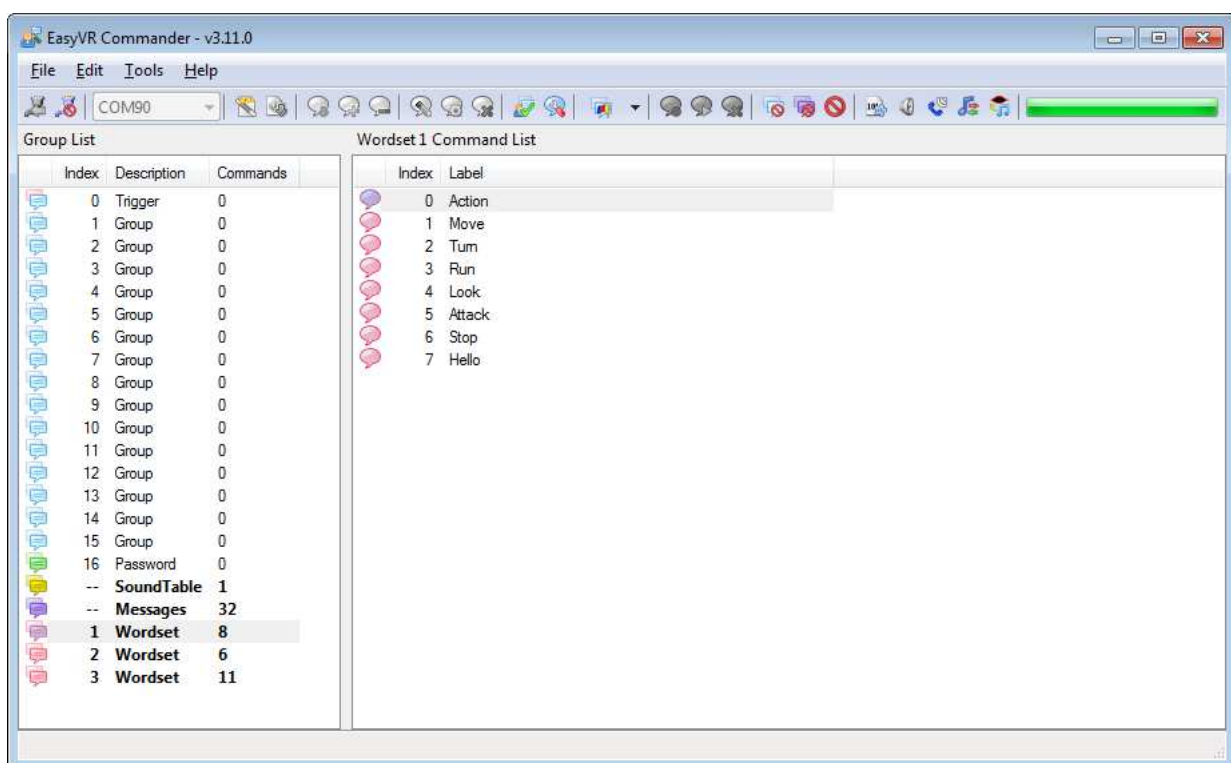 EasyVR Commander - v3.11.0
File Edit Tools Help
COM90
Group List
Index Description Commands
0 Trigger 0
1 Group 0
2 Group 0
3 Group 0
4 Group 0
5 Group 0
6 Group 0
7 Group 0
8 Group 0
9 Group 0
10 Group 0
11 Group 0
12 Group 0
13 Group 0
14 Group 0
15 Group 0
16 Password 0
-- SoundTable 1
-- Messages 32
1 Wordset 8
2 Wordset 6
3 Wordset 11
Wordset 1 Command List
Index Label
0 Action
1 Move
2 Turn
3 Run
4 Look
5 Attack
6 Stop
7 Hello